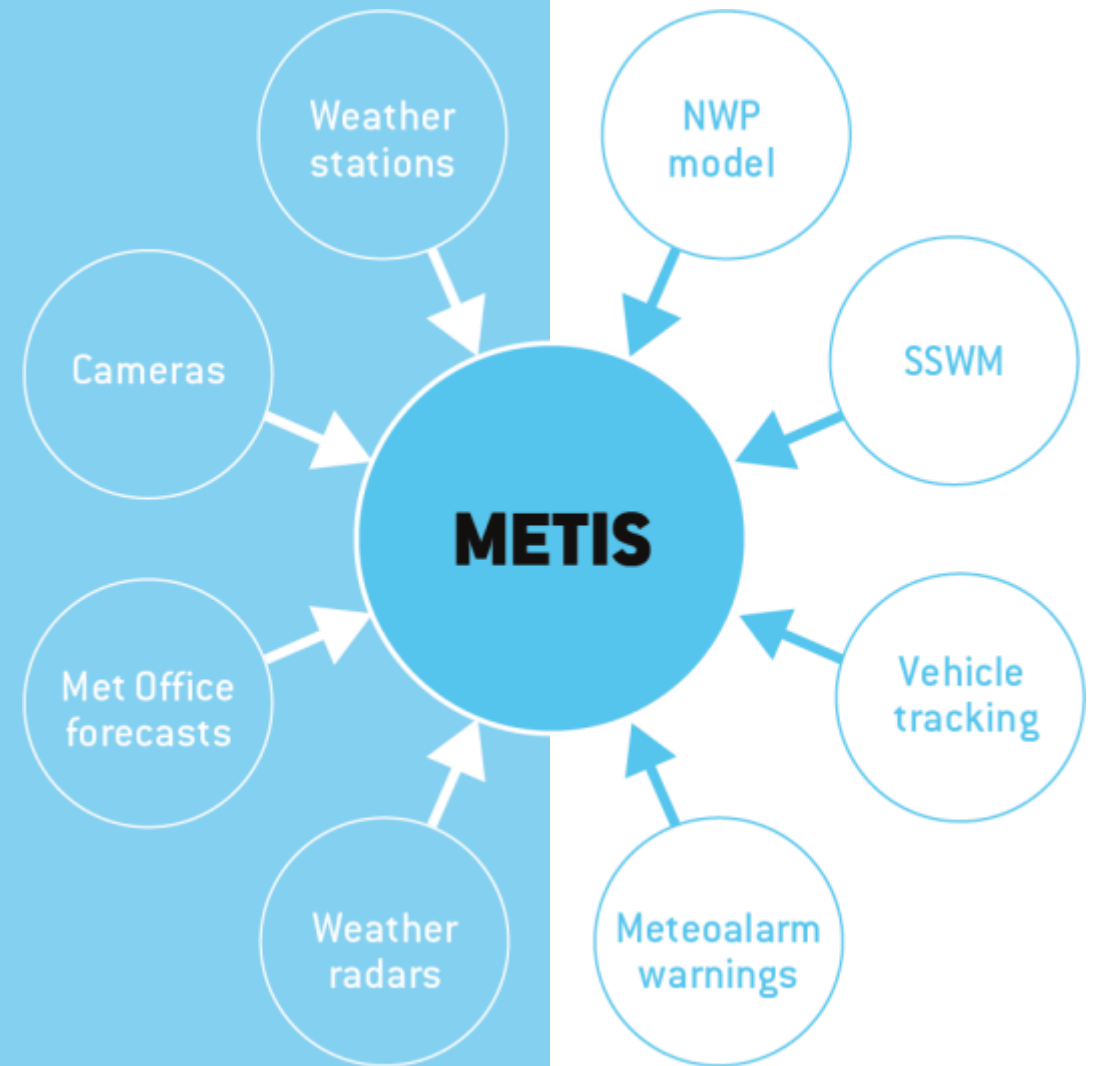 Weather
stations
NWP
model
Cameras
SSWM
METIS
Met Office
forecasts
Vehicle
tracking
Weather
radars
Meteoalarm
warnings